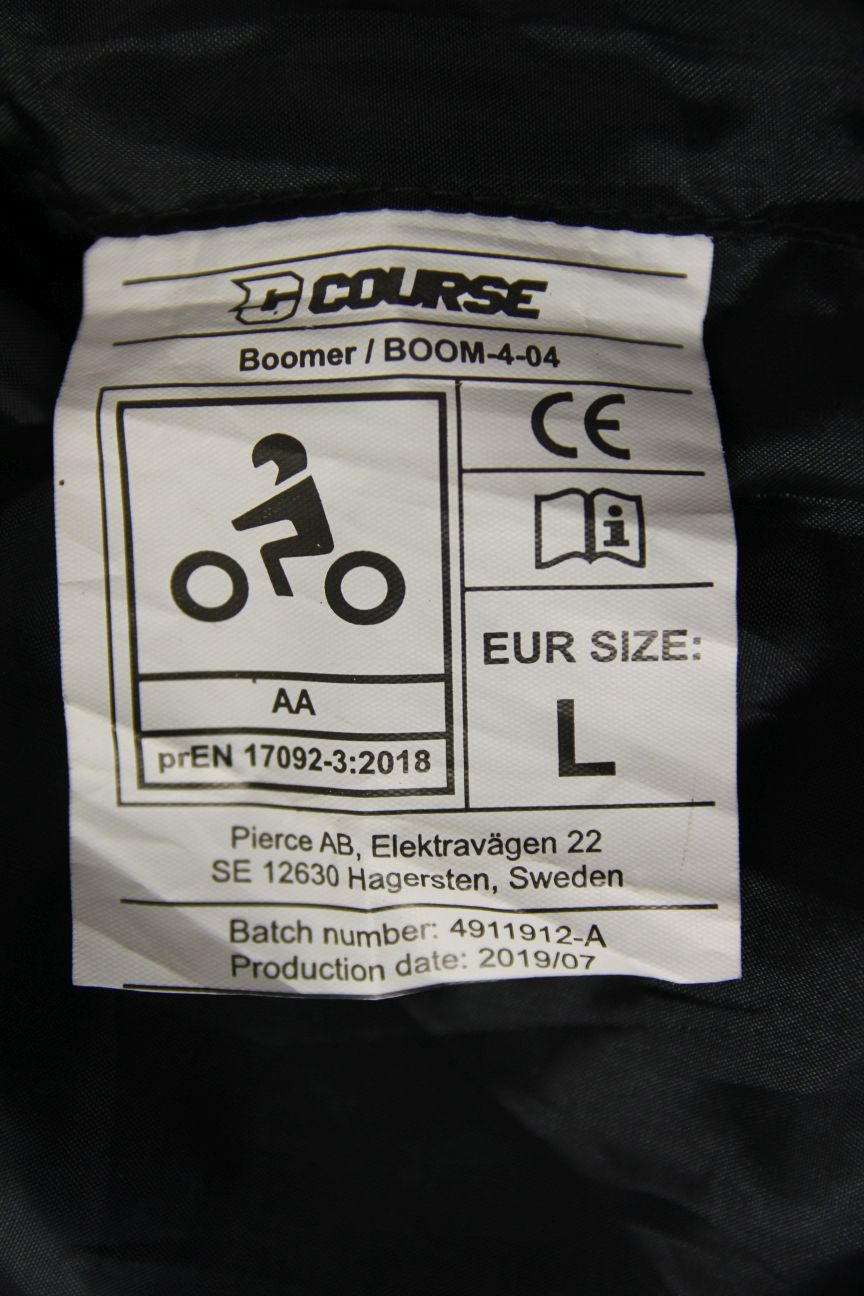 COURSE
Boomer / BOOM-4-04
CE
i
EUR SIZE:
L
AA
prEN 17092-3:2018
Pierce AB, Elektravägen 22
SE 12630 Hagersten, Sweden
Batch number: 4911912-A
Production date: 2019/07